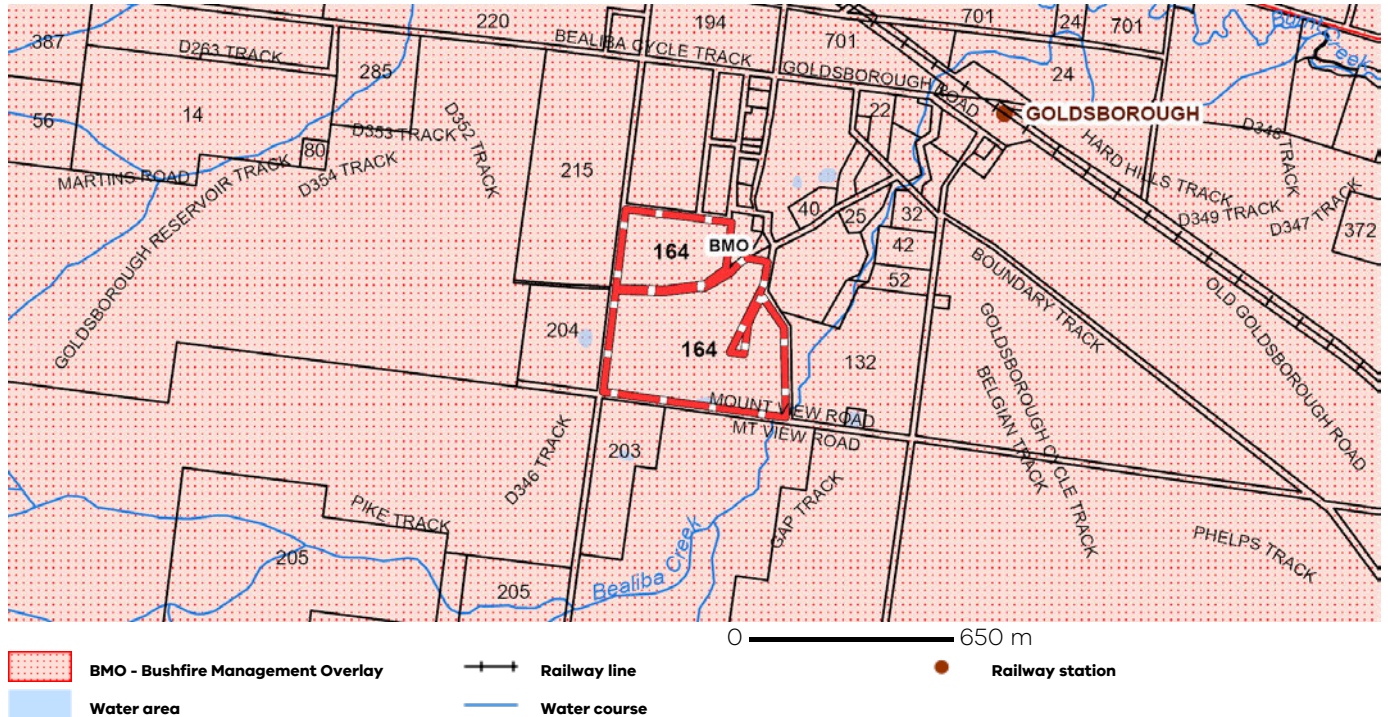 220
194
701
701
24
701
Burnt Creek
387
D263 TRACK
BEALIBA CYCLE TRACK
285
GOLDSBOROUGH ROAD
24
14
56
22
GOLDSBOROUGH
D352 TRACK
D353 TRACK
D348 TRACK
80
HARD HILLS TRACK
MARTINS ROAD
D354 TRACK
215
40
25
32
D349 TRACK
D347 TRACK
372
164
BMO
42
52
GOLDSBOROUGH RESERVOIR TRACK
BOUNDARY TRACK
OLD GOLDSBOROUGH ROAD
204
164
132
GOLDSBOROUGH CYCLE TRACK
BELGIAN TRACK
MOUNT VIEW ROAD
MT VIEW ROAD
203
D346 TRACK
GAP TRACK
PIKE TRACK
PHELPS TRACK
205
205
Bealiba Creek
0 650 m
BMO - Bushfire Management Overlay
Railway line
Railway station
Water area
Water course